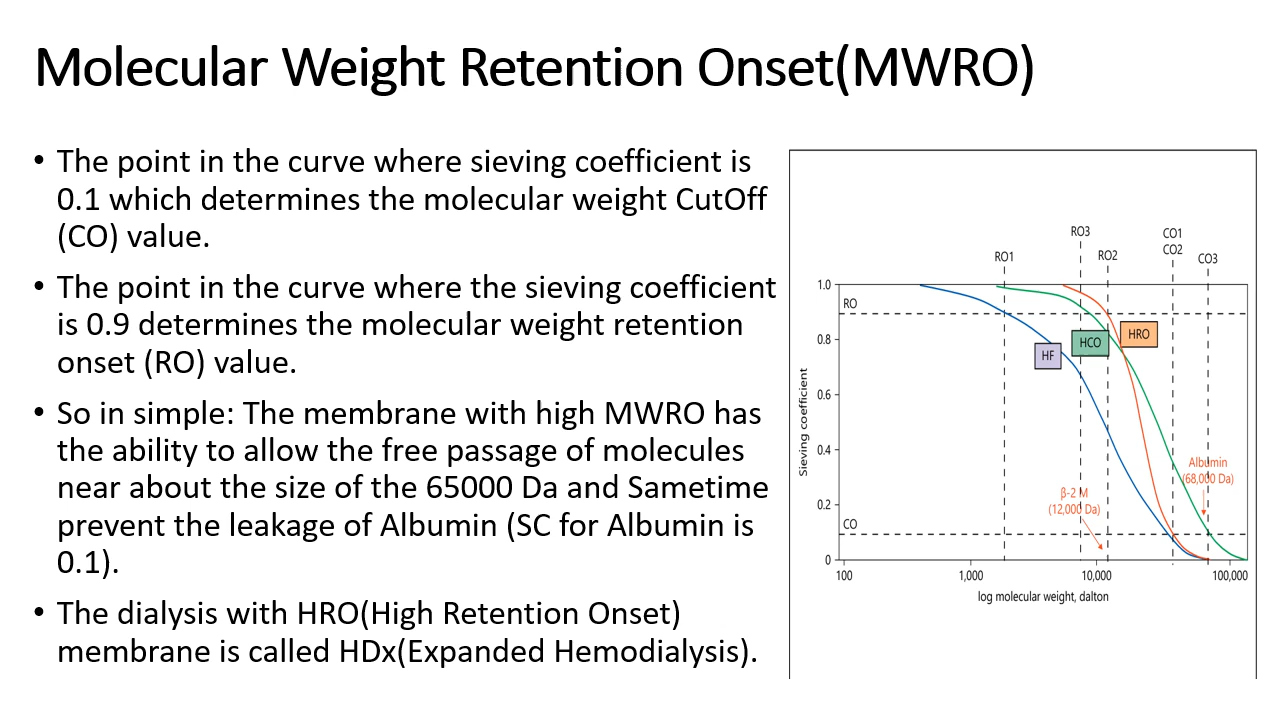 Molecular Weight Retention Onset(MWRO)
• The point in the curve where sieving coefficient is
0.1 which determines the molecular weight CutOff
(CO) value.
• The point in the curve where the sieving coefficient
is 0.9 determines the molecular weight retention
onset (RO) value.
• So in simple: The membrane with high MWRO has
the ability to allow the free passage of molecules
near about the size of the 65000 Da and Sametime
prevent the leakage of Albumin (SC for Albumin is
0.1).
• The dialysis with HRO(High Retention Onset)
membrane is called HDx(Expanded Hemodialysis).
RO3
CO1
RO1
RO2
CO2
CO3
1.0
RO
0.8
HF
HCO
HRO
0.6
Sieving coefficient
0.4
Albumin
(68,000 Da)
0.2
β-2 M
(12,000 Da)
CO
0
100
1,000
10,000
100,000
log molecular weight, dalton